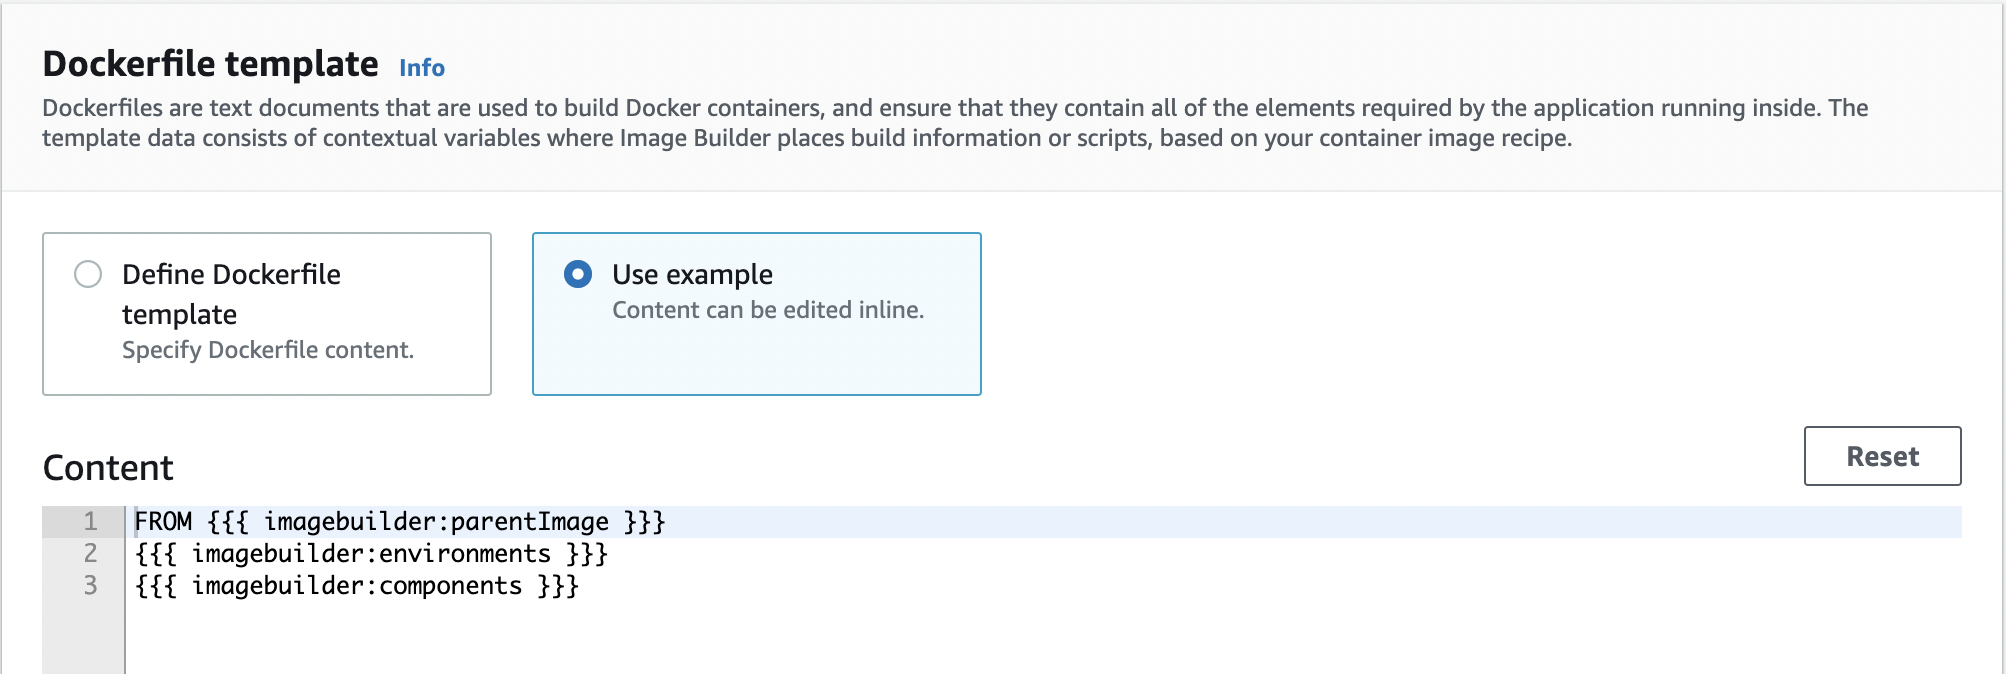 Dockerfile template Info
Dockerfiles are text documents that are used to build Docker containers, and ensure that they contain all of the elements required by the application running inside. The
template data consists of contextual variables where Image Builder places build information or scripts, based on your container image recipe.
Define Dockerfile
template
Specify Dockerfile content.
Use example
Content can be edited inline.
Content
Reset
1 FROM {{{ imagebuilder:parentImage }}}
2 {{{ imagebuilder:environments }}}
3 {{{ imagebuilder:components }}}